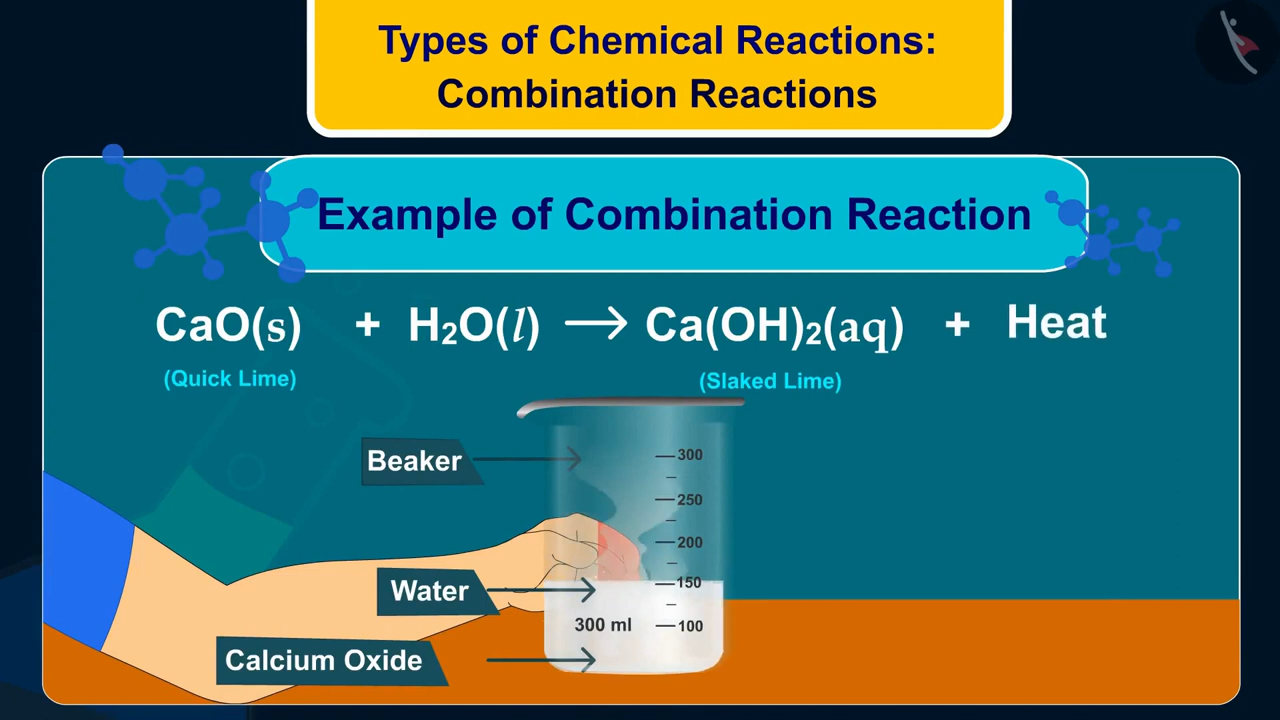 Types of Chemical Reactions:
Combination Reactions
Example of Combination Reaction
CaO(s) + H₂O(l) → Ca(OH)₂(aq) + Heat
(Quick Lime) (Slaked Lime)
Beaker
300
250
200
150
Water
300 ml
100
Calcium Oxide